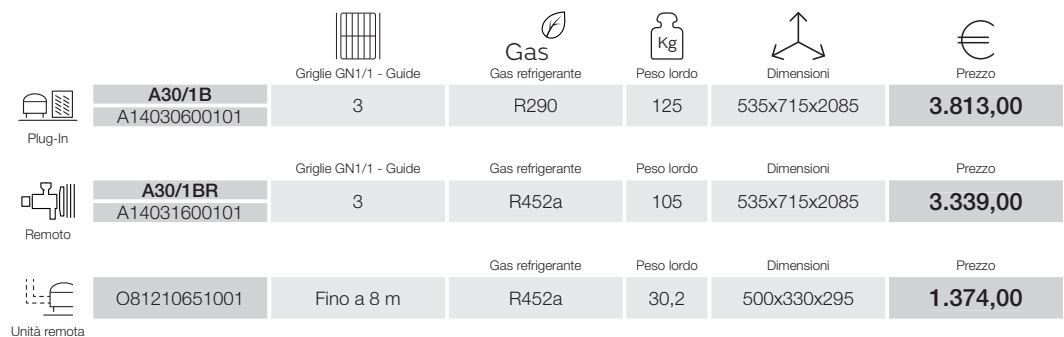 Gas
Kg
Griglie GN1/1 - Guide Gas refrigerante Peso lordo Dimensioni Prezzo
A30/1B
A14030600101
3 R290 125 535x715x2085 3.813,00
Plug-In
Griglie GN1/1 - Guide Gas refrigerante Peso lordo Dimensioni Prezzo
A30/1BR
A14031600101
3 R452a 105 535x715x2085 3.339,00
Remoto
Gas refrigerante Peso lordo Dimensioni Prezzo
O81210651001 Fino a 8 m R452a 30,2 500x330x295 1.374,00
Unità remota